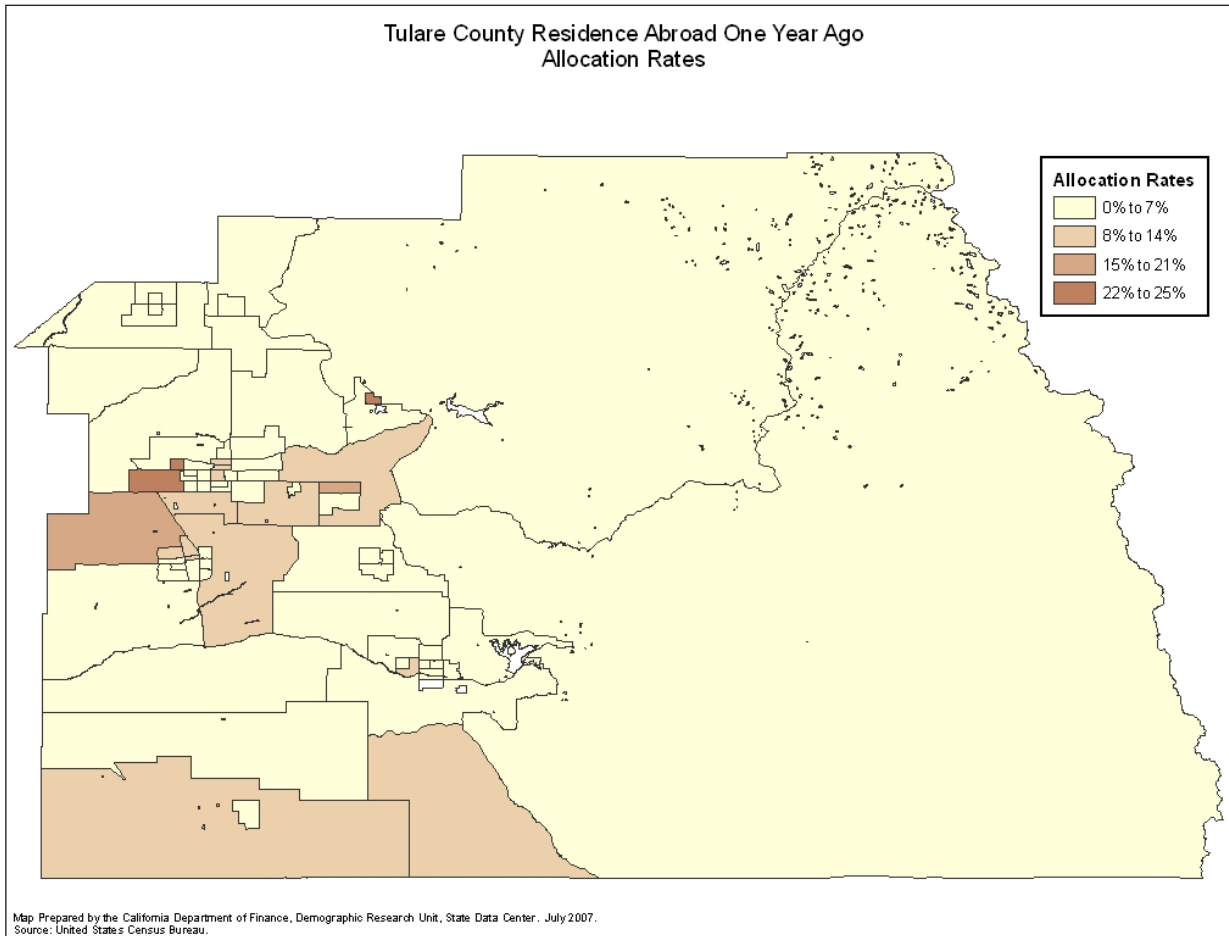 Tulare County Residence Abroad One Year Ago
Allocation Rates
Allocation Rates
0% to 7%
8% to 14%
15% to 21%
22% to 25%
Map Prepared by the California Department of Finance, Demographic Research Unit, State Data Center. July 2007.
Source: United States Census Bureau.